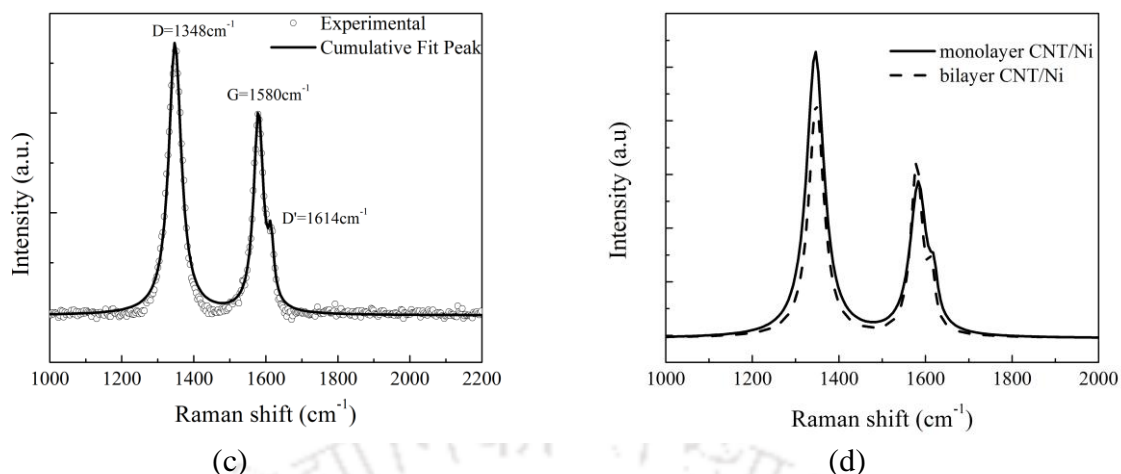 D=1348cm⁻¹
Experimental
Cumulative Fit Peak
G=1580cm⁻¹
D'=1614cm⁻¹
Intensity (a.u.)
1000 1200 1400 1600 1800 2000 2200
Raman shift (cm⁻¹)
(c)
monolayer CNT/Ni
bilayer CNT/Ni
Intensity (a.u)
1000 1200 1400 1600 1800 2000
Raman shift (cm⁻¹)
(d)